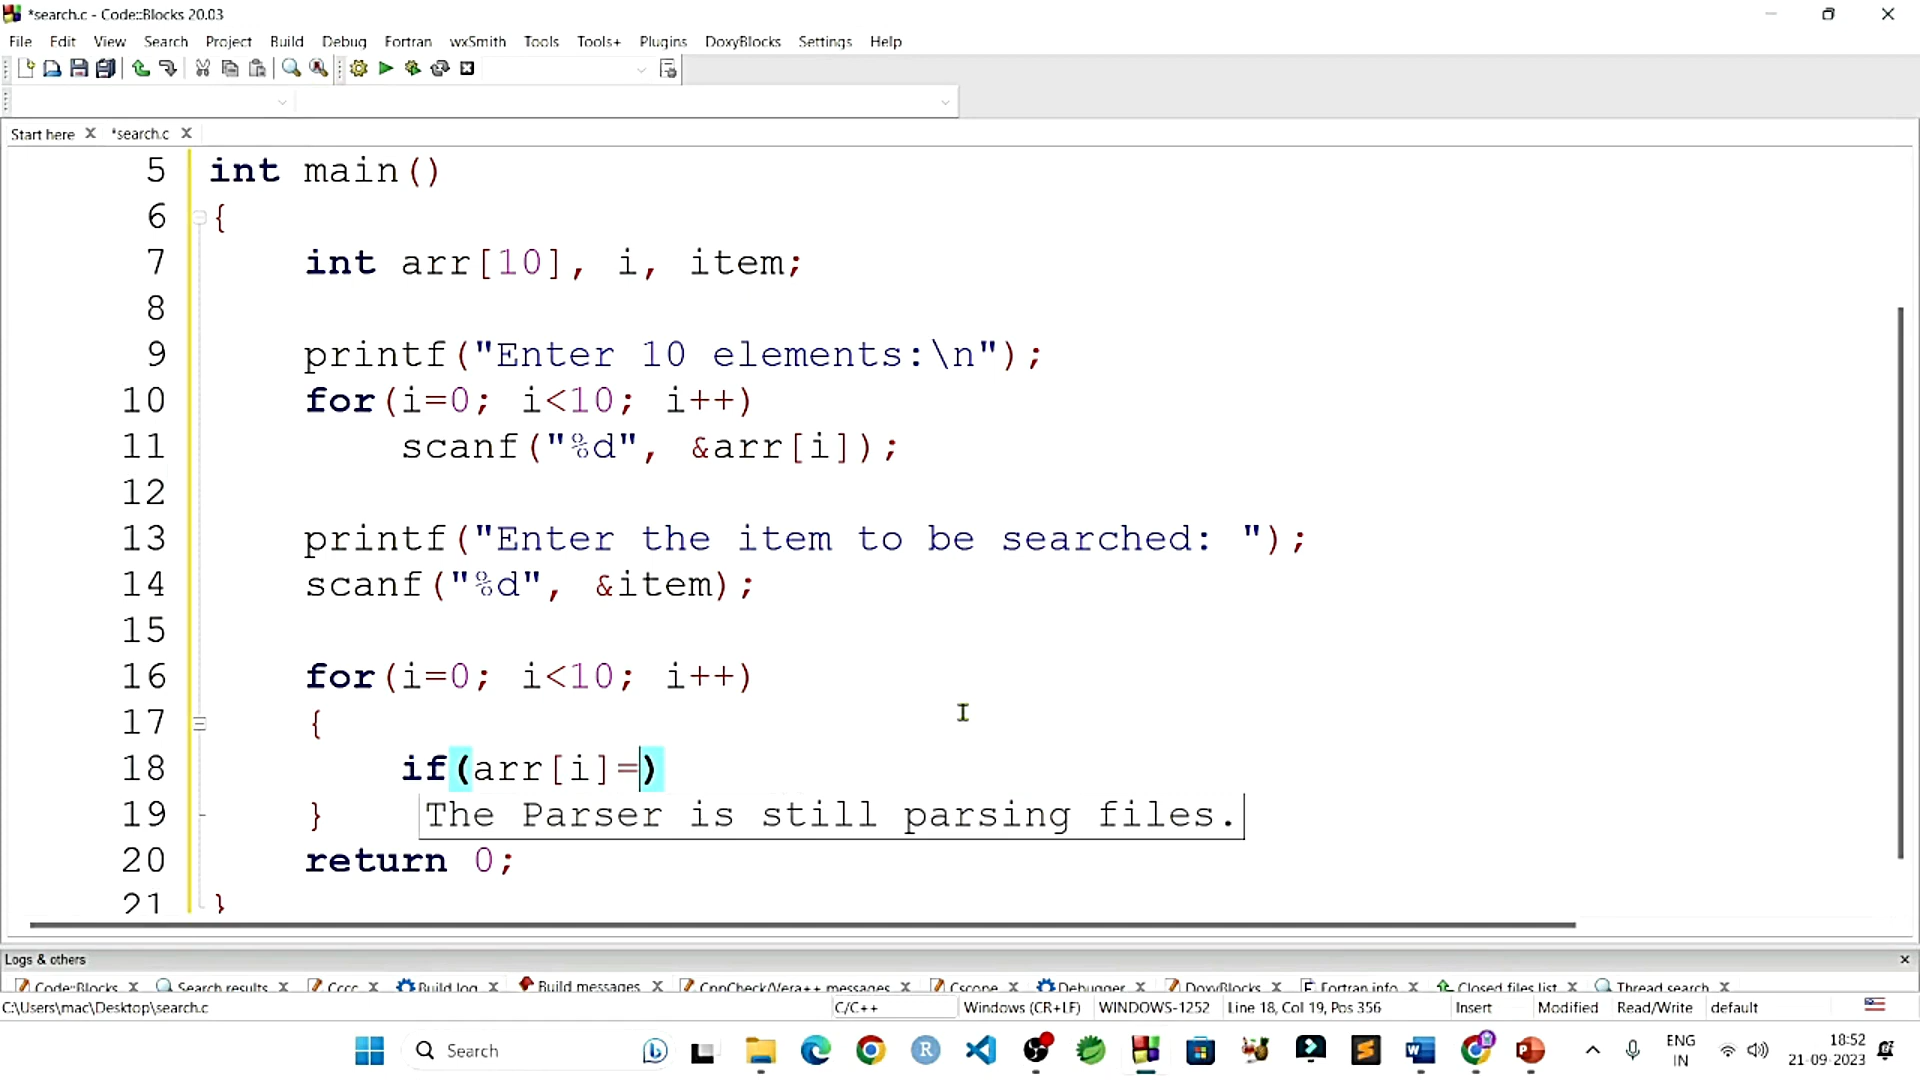 *search.c - Code::Blocks 20.03
File Edit View Search Project Build Debug Fortran wxSmith Tools Tools+ Plugins DoxyBlocks Settings Help
Start here X *search.c X
5 int main()
6 {
7 int arr[10], i, item;
8
9 printf("Enter 10 elements:\n");
10 for(i=0; i<10; i++)
11 scanf("%d", &arr[i]);
12
13 printf("Enter the item to be searched: ");
14 scanf("%d", &item);
15
16 for(i=0; i<10; i++)
17 {
18 if(arr[i]=)
19 } The Parser is still parsing files.
20 return 0;
21 }
Logs & others
Code::Blocks X Search results X Cccc X Build log X Build messages X CppCheck/Vera++ messages X Cscope X Debugger X DoxyBlocks X Fortran info X Closed files list X Thread search X
C:\Users\mac\Desktop\search.c C/C++ Windows (CR+LF) WINDOWS-1252 Line 18, Col 19, Pos 356 Insert Modified Read/Write default
Search ENG IN 18:52 21-09-2023